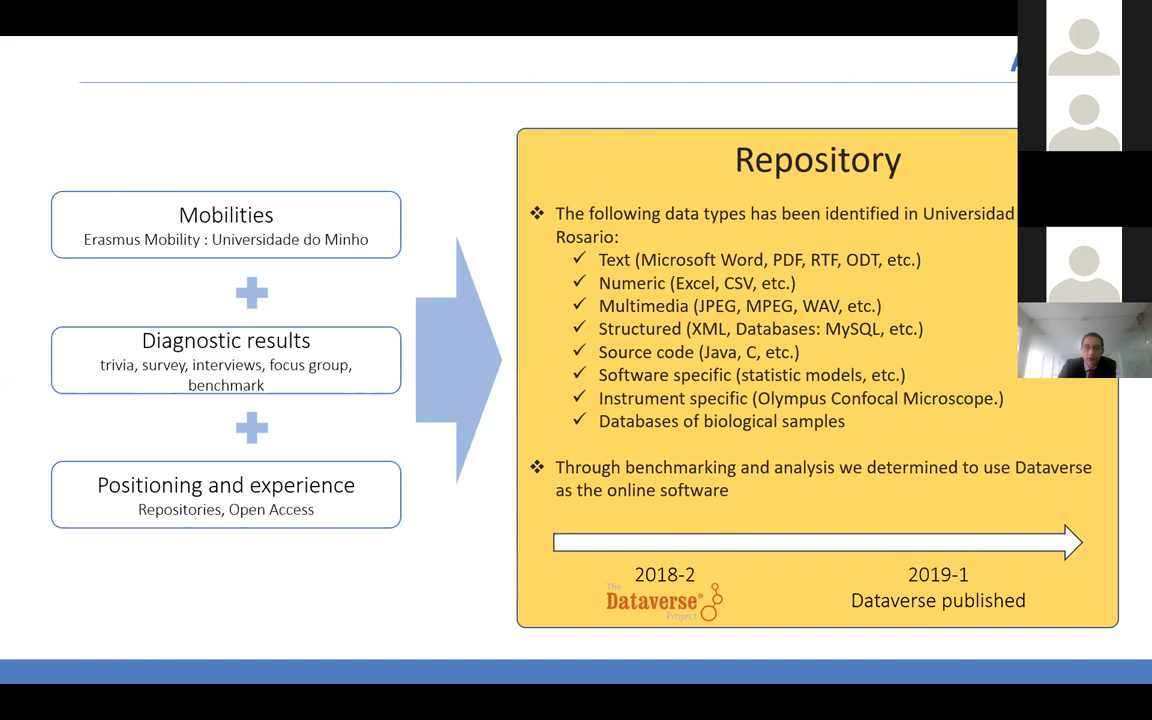 Mobilities
Erasmus Mobility : Universidade do Minho
Diagnostic results
trivia, survey, interviews, focus group,
benchmark
Positioning and experience
Repositories, Open Access
Repository
❖ The following data types has been identified in Universidad
Rosario:
✓ Text (Microsoft Word, PDF, RTF, ODT, etc.)
✓ Numeric (Excel, CSV, etc.)
✓ Multimedia (JPEG, MPEG, WAV, etc.)
✓ Structured (XML, Databases: MySQL, etc.)
✓ Source code (Java, C, etc.)
✓ Software specific (statistic models, etc.)
✓ Instrument specific (Olympus Confocal Microscope.)
✓ Databases of biological samples
❖ Through benchmarking and analysis we determined to use Dataverse
as the online software
2018-2
The
Dataverse®
Project
2019-1
Dataverse published